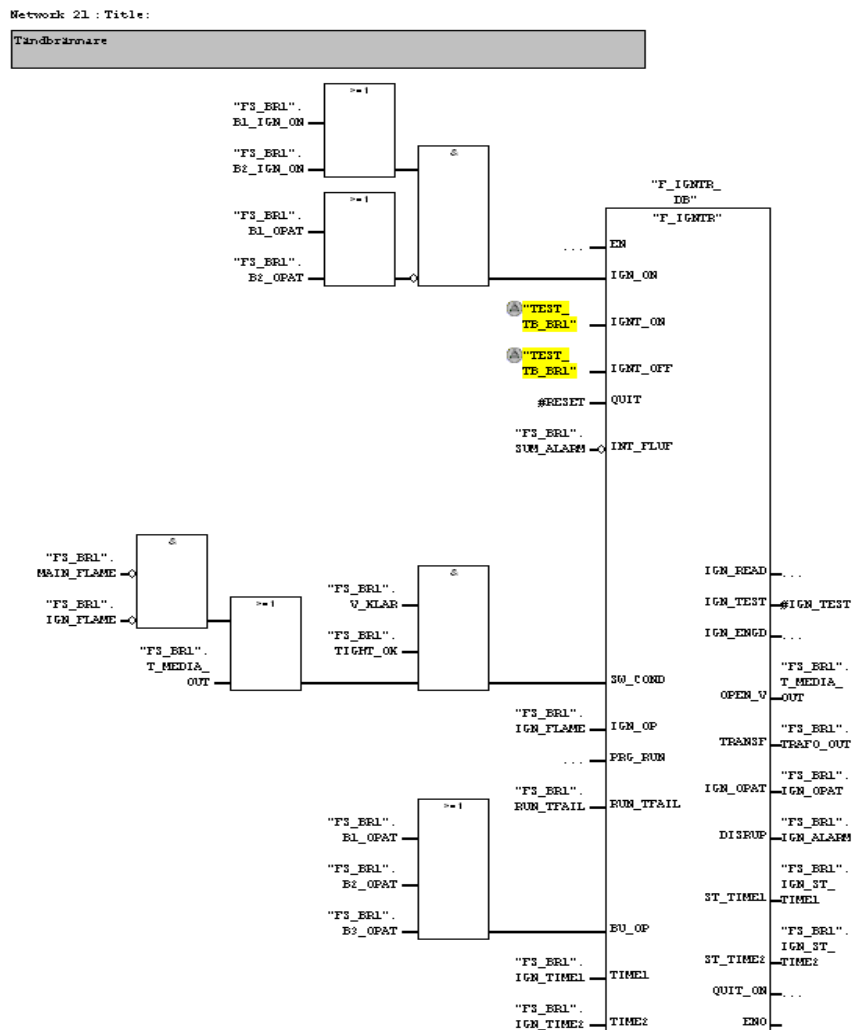 Network 21 : Title:
Tändbrännare
>=1
"FS_BR1".
B1_IGN_ON
"FS_BR1".
B2_IGN_ON
&
>=1
"FS_BR1".
B1_OPAT
"FS_BR1".
B2_OPAT
"F_IGNTR_
DB"
"F_IGNTR"
... EN
IGN_ON
"TEST_
TB_BR1" IGNT_ON
"TEST_
TB_BR1" IGNT_OFF
#RESET QUIT
"FS_BR1".
SUM_ALARM INT_FLUF
&
"FS_BR1".
MAIN_FLAME
"FS_BR1".
IGN_FLAME
>=1
"FS_BR1".
T_MEDIA_
OUT
&
"FS_BR1".
V_KLAR
"FS_BR1".
TIGHT_OK
SW_COND
"FS_BR1".
IGN_FLAME IGN_OP
... PRG_RUN
"FS_BR1".
RUN_TFAIL RUN_TFAIL
>=1
"FS_BR1".
B1_OPAT
"FS_BR1".
B2_OPAT
"FS_BR1".
B3_OPAT
BU_OP
"FS_BR1".
IGN_TIME1 TIME1
"FS_BR1".
IGN_TIME2 TIME2
IGN_READ ...
IGN_TEST #IGN_TEST
IGN_ENGD ...
"FS_BR1".
T_MEDIA_
OPEN_V OUT
"FS_BR1".
TRANSF TRAFO_OUT
"FS_BR1".
IGN_OPAT IGN_OPAT
"FS_BR1".
DISRUP IGN_ALARM
"FS_BR1".
IGN_ST_
ST_TIME1 TIME1
"FS_BR1".
IGN_ST_
ST_TIME2 TIME2
QUIT_ON ...
ENO